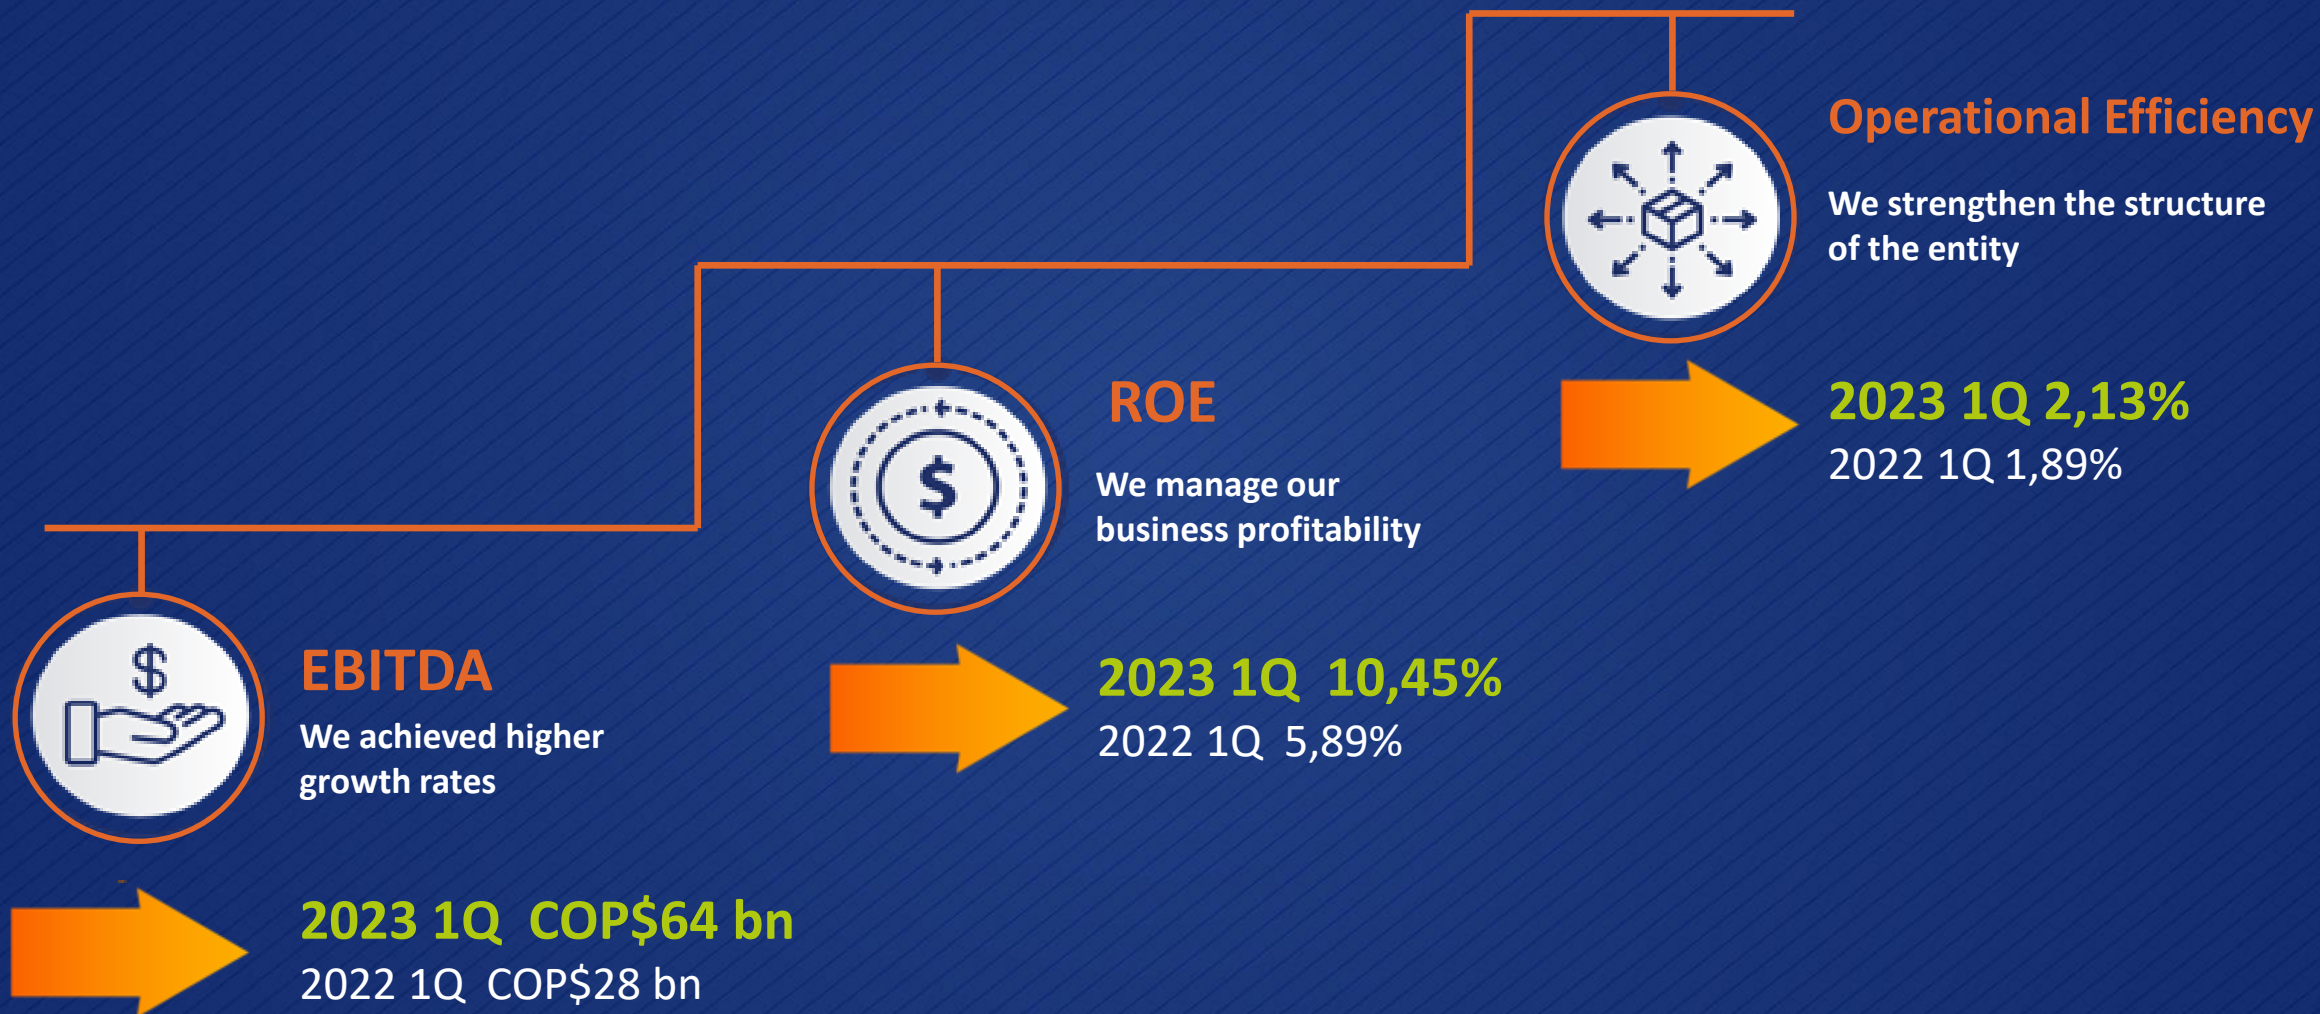 Operational Efficiency
We strengthen the structure
of the entity
2023 1Q 2,13%
2022 1Q 1,89%
ROE
We manage our
business profitability
2023 1Q 10,45%
2022 1Q 5,89%
EBITDA
We achieved higher
growth rates
2023 1Q COP$64 bn
2022 1Q COP$28 bn